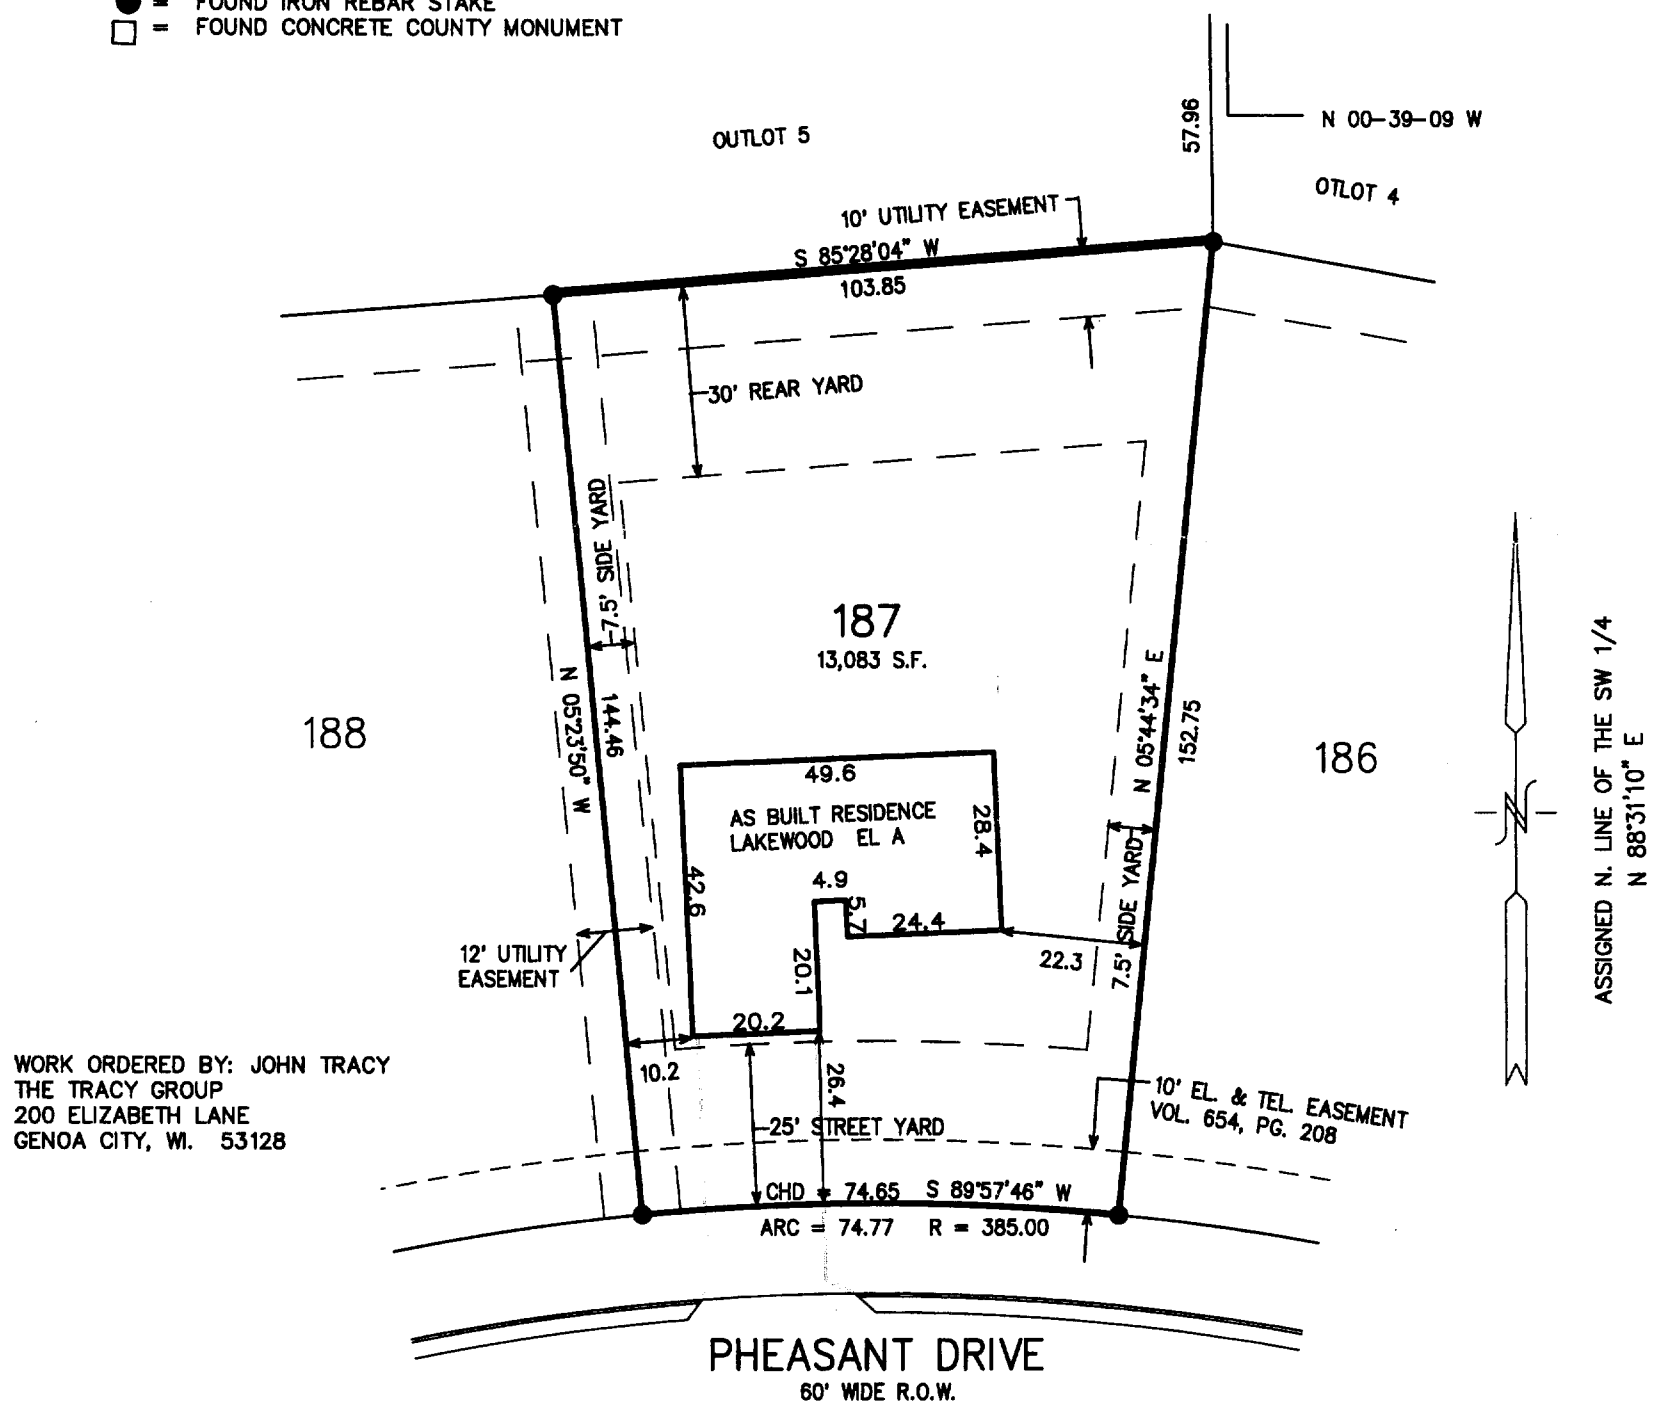 = FOUND IRON REBAR STAKE
= FOUND CONCRETE COUNTY MONUMENT
57.96
N 00-39-09 W
OUTLOT 5
OTLOT 4
10' UTILITY EASEMENT
S 85°28'04" W
103.85
30' REAR YARD
7.5' SIDE YARD
187
13,083 S.F.
N 05°23'50" W
144.46
N 05°44'34" E
152.75
188
186
49.6
AS BUILT RESIDENCE
LAKEWOOD EL A
28.4
42.6
4.9
5.7
24.4
20.1
22.3
7.5' SIDE YARD
12' UTILITY
EASEMENT
20.2
10.2
26.4
25' STREET YARD
10' EL. & TEL. EASEMENT
VOL. 654, PG. 208
WORK ORDERED BY: JOHN TRACY
THE TRACY GROUP
200 ELIZABETH LANE
GENOA CITY, WI. 53128
CHD = 74.65 S 89°57'46" W
ARC = 74.77 R = 385.00
PHEASANT DRIVE
60' WIDE R.O.W.
N
ASSIGNED N. LINE OF THE SW 1/4
N 88°31'10" E